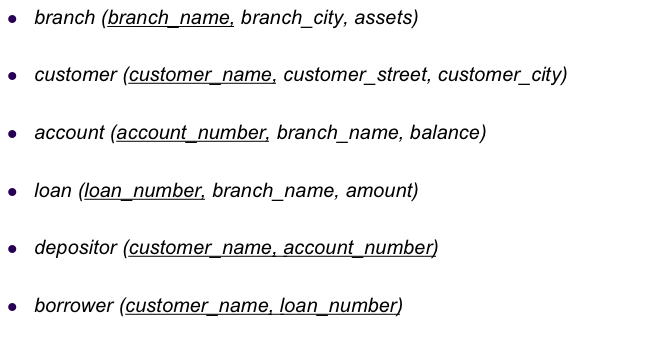 • branch (branch_name, branch_city, assets)
• customer (customer_name, customer_street, customer_city)
• account (account_number, branch_name, balance)
• loan (loan_number, branch_name, amount)
• depositor (customer_name, account_number)
• borrower (customer_name, loan_number)